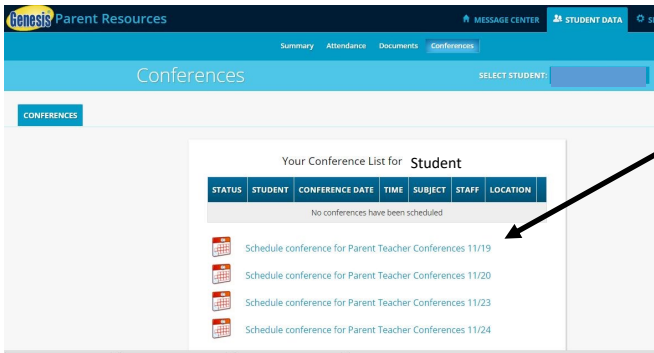 Genesis Parent Resources
MESSAGE CENTER STUDENT DATA
Summary Attendance Documents Conferences
Conferences SELECT STUDENT:
CONFERENCES
Your Conference List for Student
STATUS STUDENT CONFERENCE DATE TIME SUBJECT STAFF LOCATION
No conferences have been scheduled
Schedule conference for Parent Teacher Conferences 11/19
Schedule conference for Parent Teacher Conferences 11/20
Schedule conference for Parent Teacher Conferences 11/23
Schedule conference for Parent Teacher Conferences 11/24